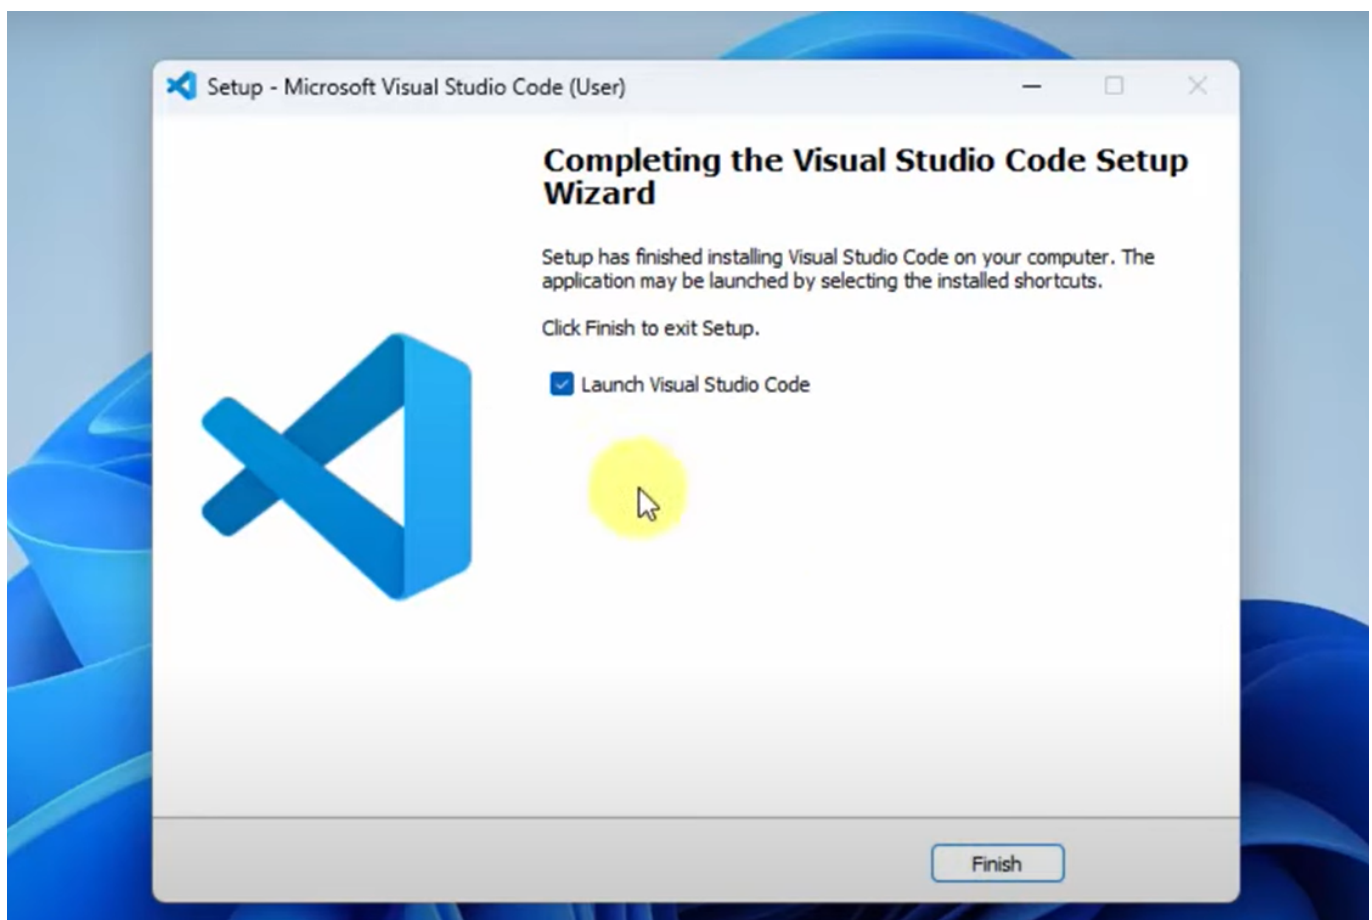 Setup - Microsoft Visual Studio Code (User)
Completing the Visual Studio Code Setup
Wizard
Setup has finished installing Visual Studio Code on your computer. The
application may be launched by selecting the installed shortcuts.
Click Finish to exit Setup.
Launch Visual Studio Code
Finish